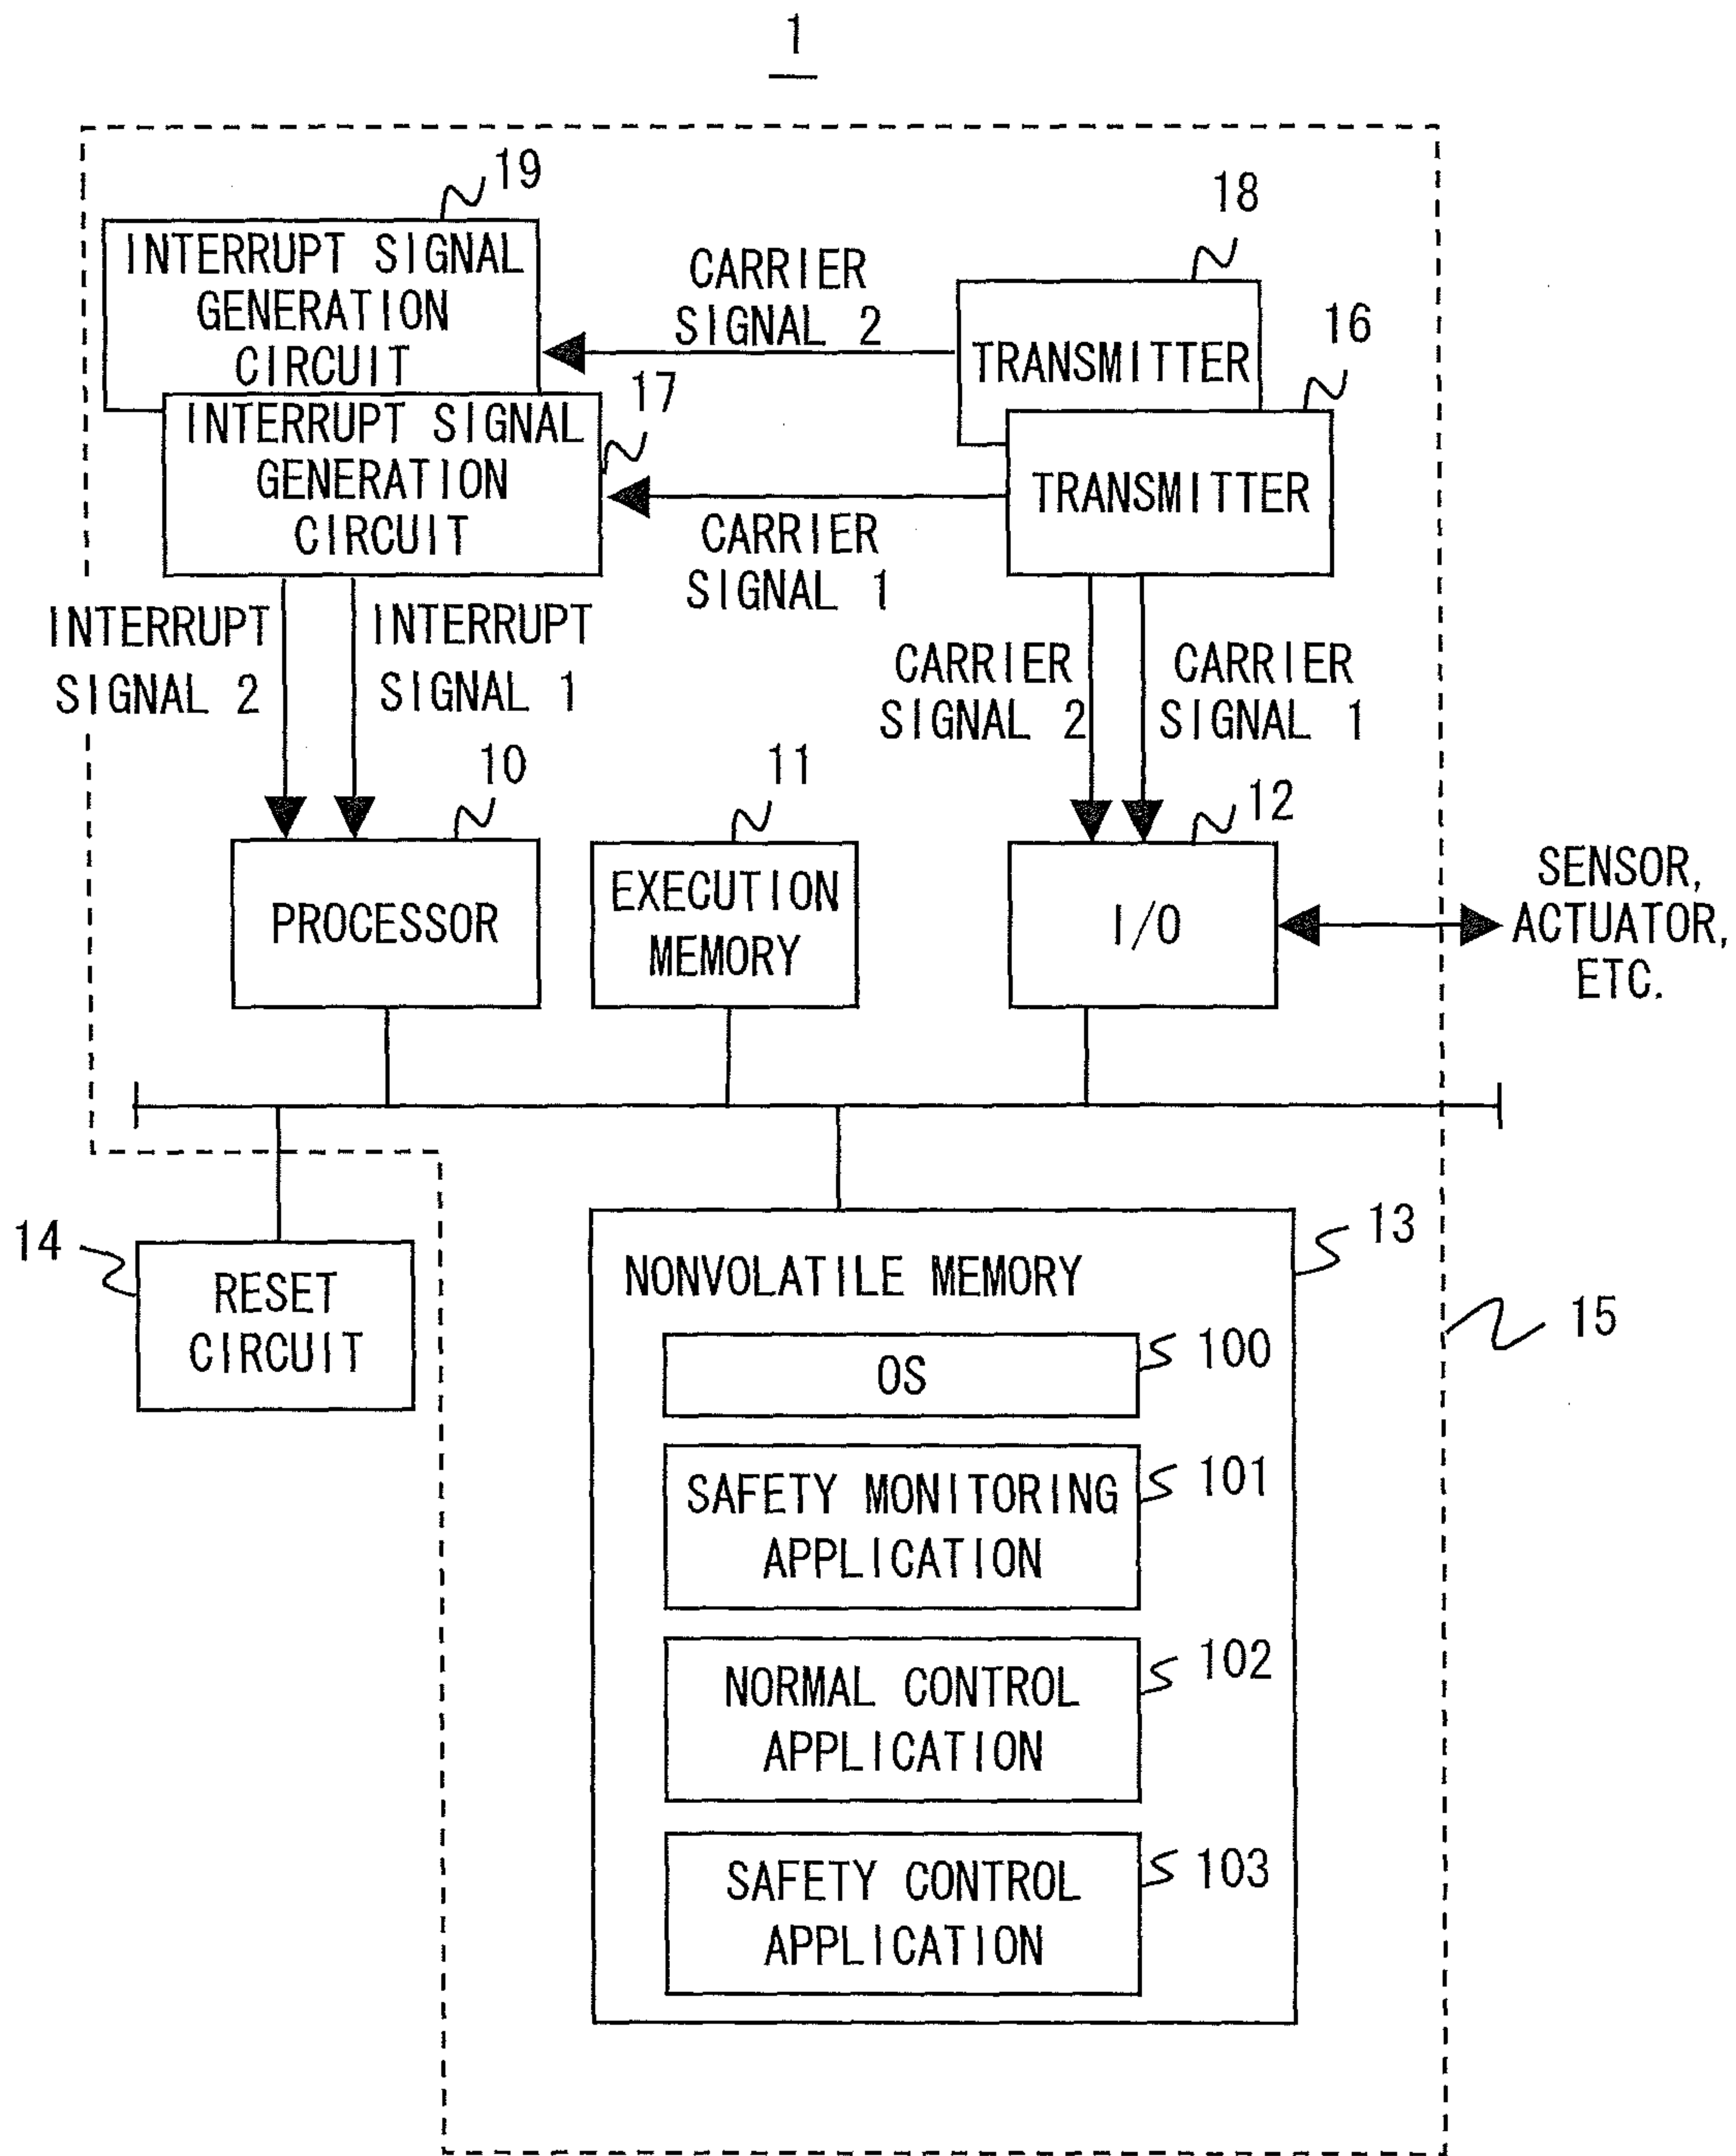 1
19
INTERRUPT SIGNAL
GENERATION
CIRCUIT
CARRIER
SIGNAL 2
18
TRANSMITTER
16
17
INTERRUPT SIGNAL
GENERATION
CIRCUIT
CARRIER
SIGNAL 1
TRANSMITTER
INTERRUPT
SIGNAL 2
INTERRUPT
SIGNAL 1
CARRIER
SIGNAL 2
CARRIER
SIGNAL 1
10
PROCESSOR
11
EXECUTION
MEMORY
12
I/O
SENSOR,
ACTUATOR,
ETC.
14
RESET
CIRCUIT
13
NONVOLATILE MEMORY
15
OS
100
SAFETY MONITORING
APPLICATION
101
NORMAL CONTROL
APPLICATION
102
SAFETY CONTROL
APPLICATION
103